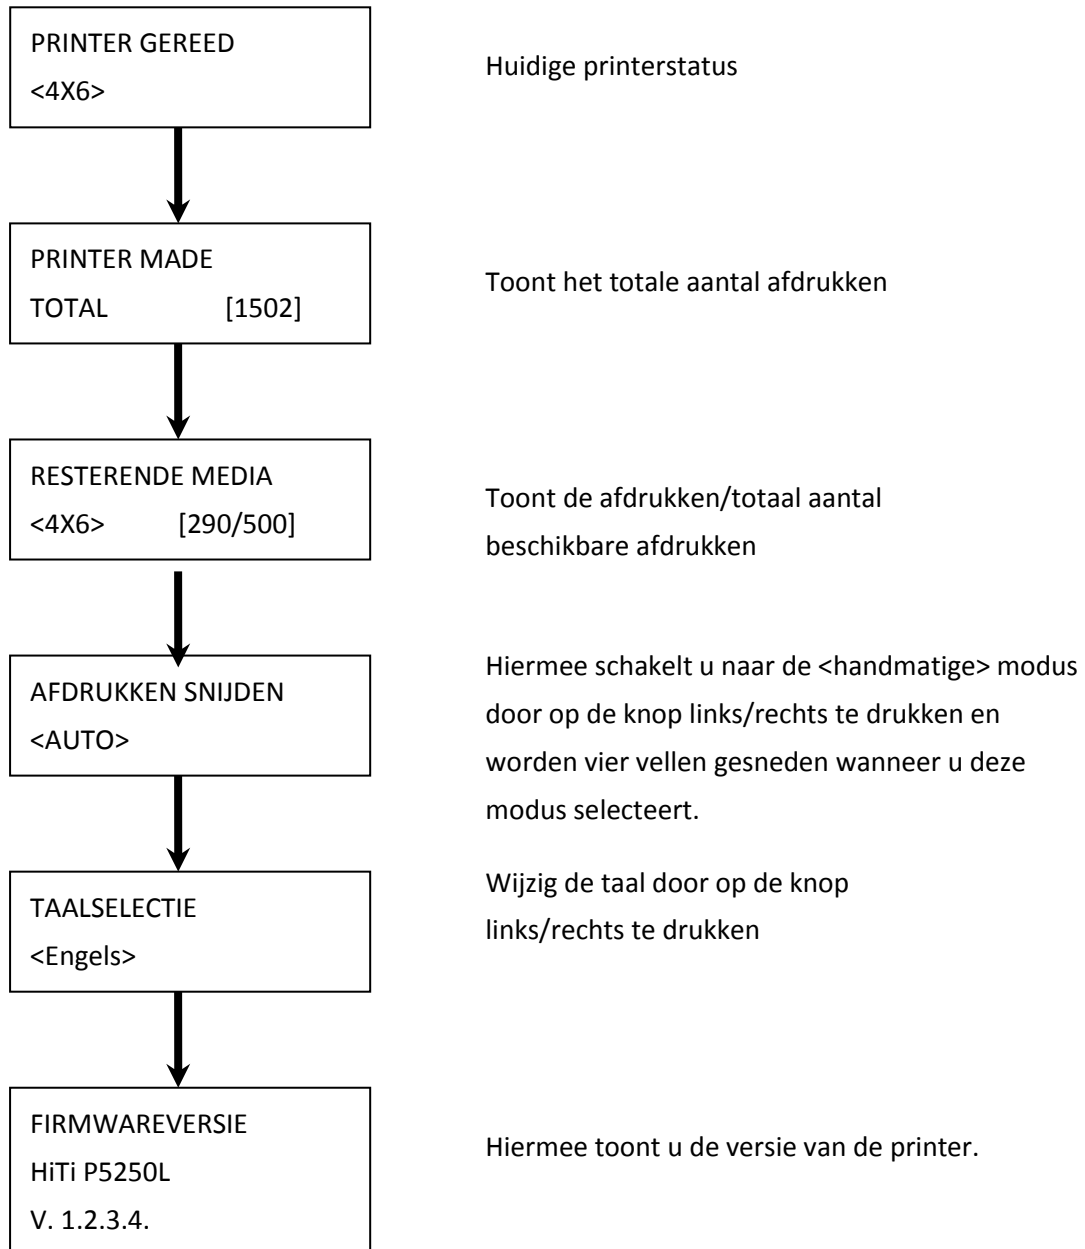 PRINTER GEREED
<4X6>
Huidige printerstatus
PRINTER MADE
TOTAL [1502]
Toont het totale aantal afdrukken
RESTERENDE MEDIA
<4X6> [290/500]
Toont de afdrukken/totaal aantal
beschikbare afdrukken
AFDRUKKEN SNIJDEN
<AUTO>
Hiermee schakelt u naar de <handmatige> modus
door op de knop links/rechts te drukken en
worden vier vellen gesneden wanneer u deze
modus selecteert.
TAALSELECTIE
<Engels>
Wijzig de taal door op de knop
links/rechts te drukken
FIRMWAREVERSIE
HiTi P5250L
V. 1.2.3.4.
Hiermee toont u de versie van de printer.